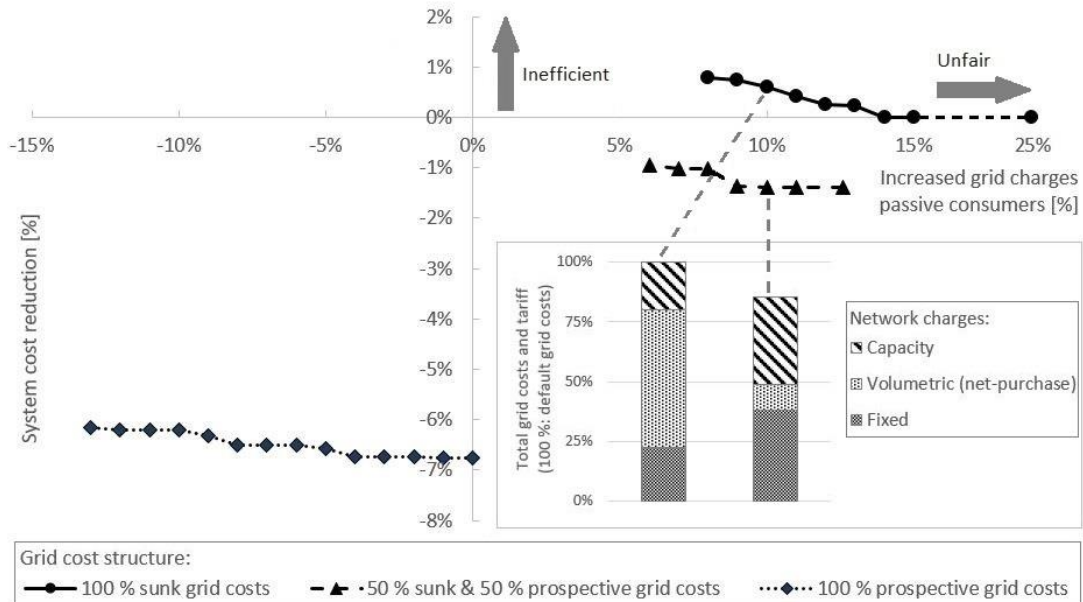 2%
Inefficient
Unfair
1%
0%
-15%
-10%
-5%
0%
5%
10%
15%
25%
-1%
Increased grid charges
passive consumers [%]
-2%
-3%
-4%
-5%
-6%
-7%
-8%
System cost reduction [%]
Total grid costs and tariff
(100 %: default grid costs)
100%
75%
50%
25%
0%
Network charges:
Capacity
Volumetric (net-purchase)
Fixed
Grid cost structure:
100 % sunk grid costs
50 % sunk & 50 % prospective grid costs
100 % prospective grid costs